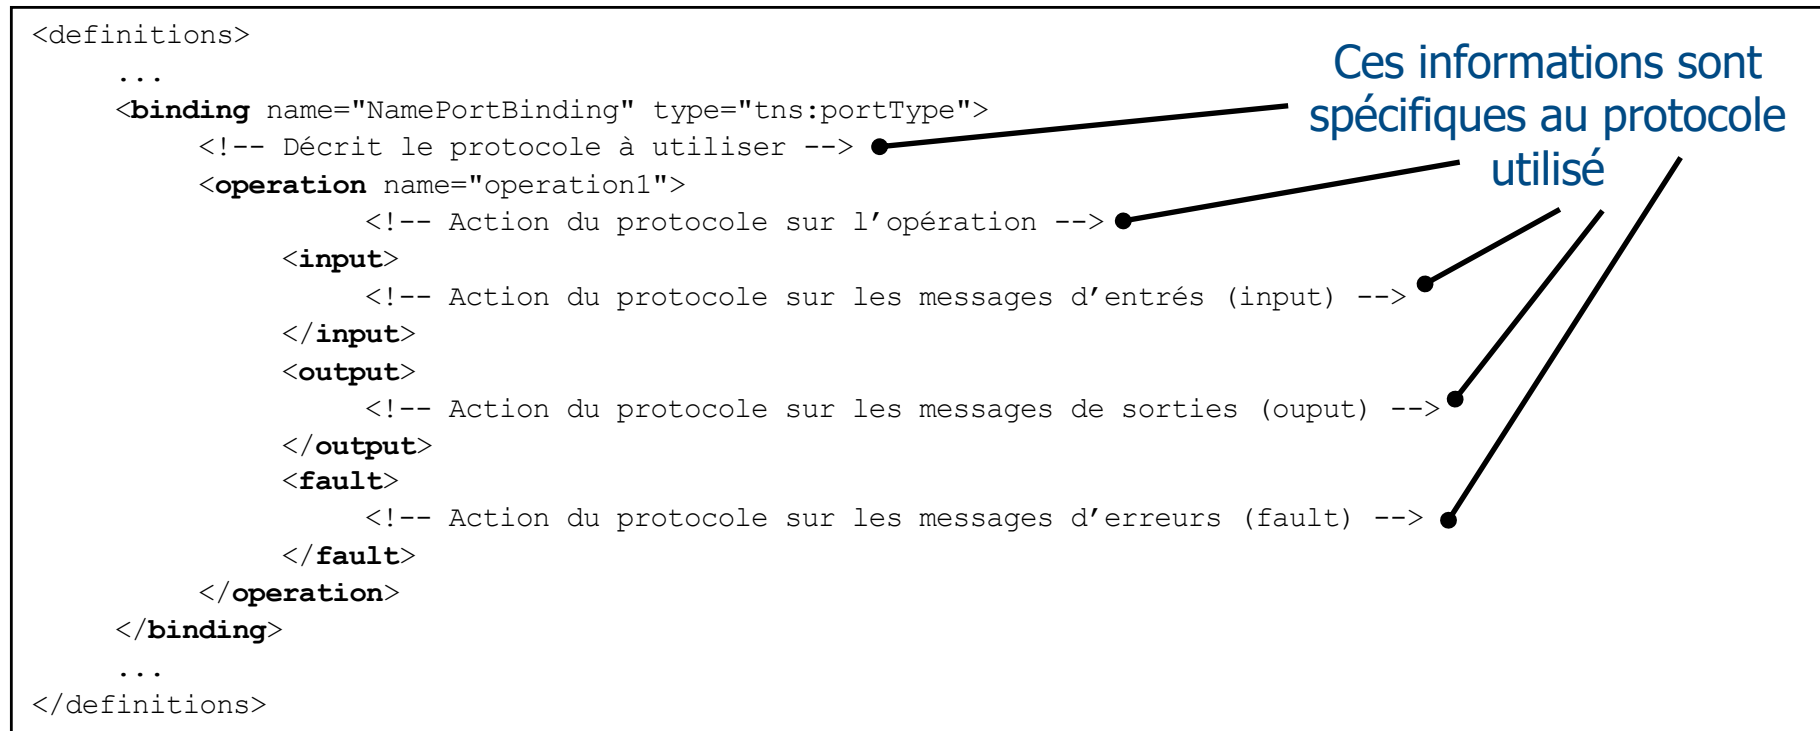 <definitions>
...
<binding name="NamePortBinding" type="tns:portType">
<!-- Décrit le protocole à utiliser -->
<operation name="operation1">
<!-- Action du protocole sur l’opération -->
<input>
<!-- Action du protocole sur les messages d’entrés (input) -->
</input>
<output>
<!-- Action du protocole sur les messages de sorties (ouput) -->
</output>
<fault>
<!-- Action du protocole sur les messages d’erreurs (fault) -->
</fault>
</operation>
</binding>
...
</definitions>
Ces informations sont
spécifiques au protocole
utilisé